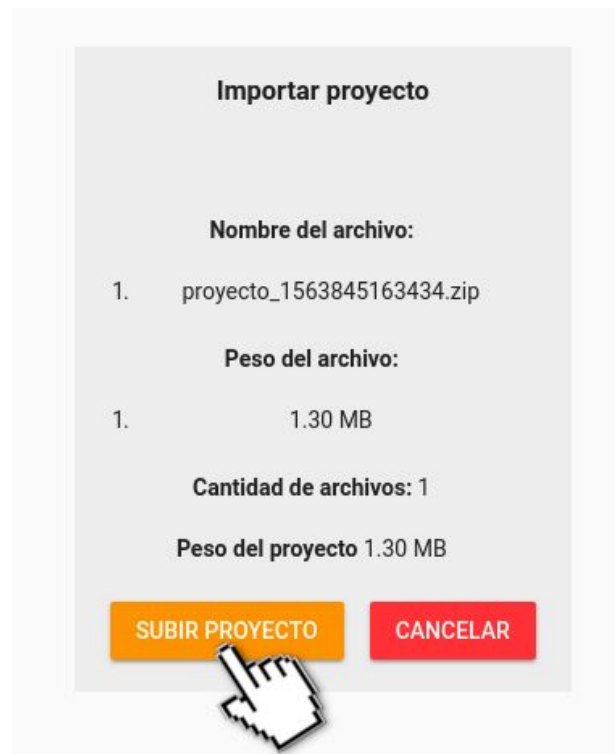 Importar proyecto
Nombre del archivo:
1. proyecto_1563845163434.zip
Peso del archivo:
1. 1.30 MB
Cantidad de archivos: 1
Peso del proyecto 1.30 MB
SUBIR PROYECTO CANCELAR